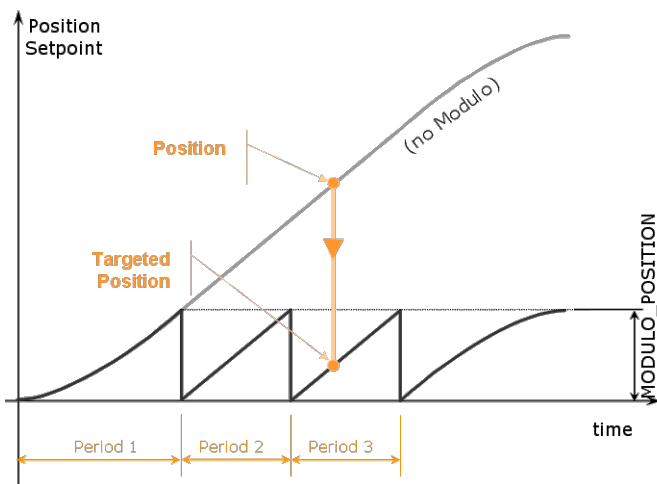 Position
Setpoint
(no Modulo)
Position
Targeted
Position
MODULO_POSITION
time
Period 1
Period 2
Period 3